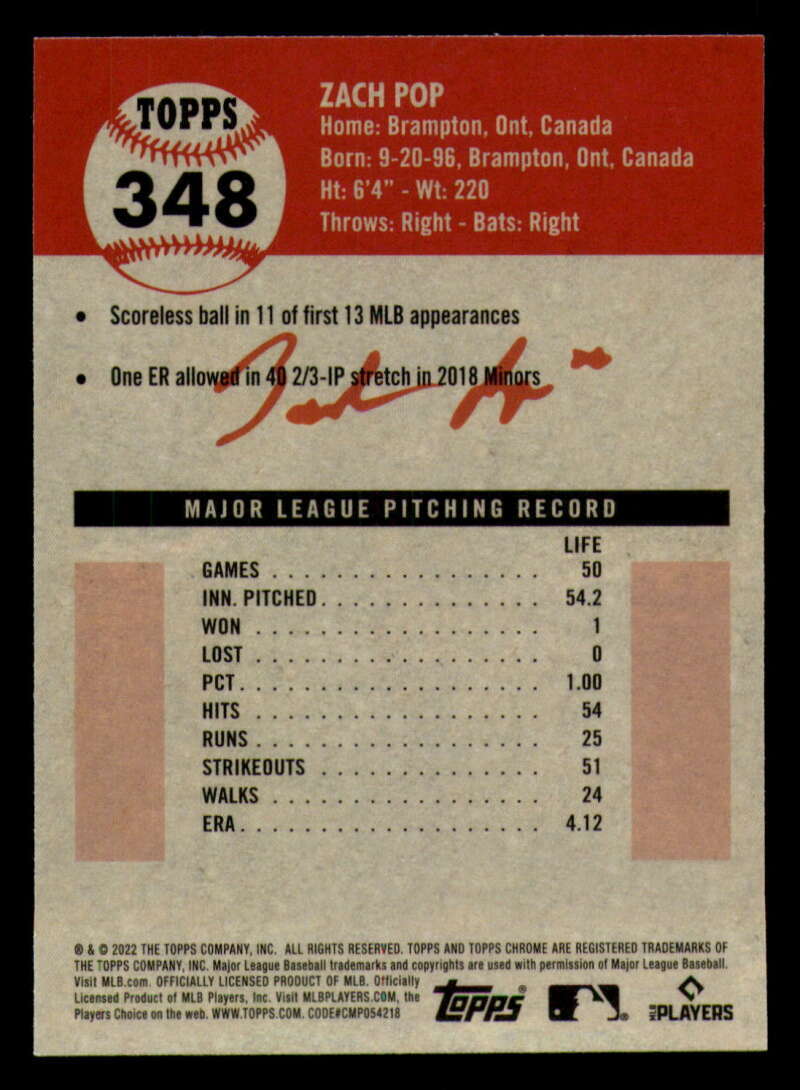 TOPPS
348
ZACH POP
Home: Brampton, Ont, Canada
Born: 9-20-96, Brampton, Ont, Canada
Ht: 6'4" - Wt: 220
Throws: Right - Bats: Right
• Scoreless ball in 11 of first 13 MLB appearances
• One ER allowed in 40 2/3-IP stretch in 2018 Minors
MAJOR LEAGUE PITCHING RECORD
LIFE
GAMES . . . . . . . . . . . . . . . . . 50
INN. PITCHED. . . . . . . . . . . . . . 54.2
WON . . . . . . . . . . . . . . . . . . 1
LOST . . . . . . . . . . . . . . . . . . 0
PCT. . . . . . . . . . . . . . . . . . . 1.00
HITS . . . . . . . . . . . . . . . . . . 54
RUNS . . . . . . . . . . . . . . . . . . 25
STRIKEOUTS . . . . . . . . . . . . . . 51
WALKS . . . . . . . . . . . . . . . . . 24
ERA. . . . . . . . . . . . . . . . . . . 4.12
® & © 2022 THE TOPPS COMPANY, INC. ALL RIGHTS RESERVED. TOPPS AND TOPPS CHROME ARE REGISTERED TRADEMARKS OF
THE TOPPS COMPANY, INC. Major League Baseball trademarks and copyrights are used with permission of Major League Baseball.
Visit MLB.com. OFFICIALLY LICENSED PRODUCT OF MLB. Officially
Licensed Product of MLB Players, Inc. Visit MLBPLAYERS.COM, the
Players Choice on the web. WWW.TOPPS.COM. CODE#CMP054218
topps®
MLB PLAYERS